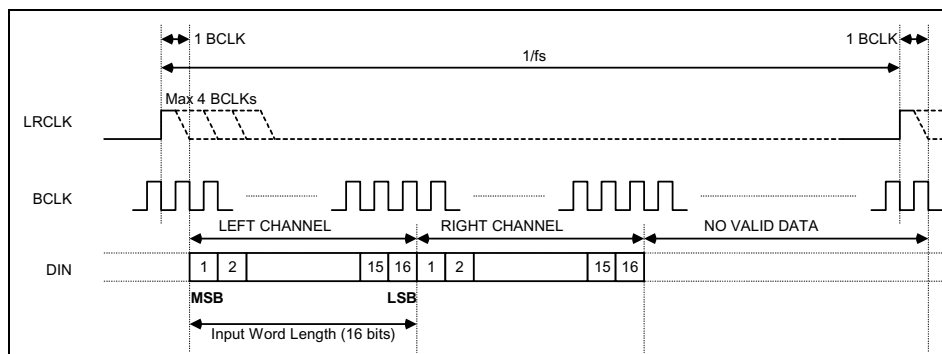 1 BCLK
1 BCLK
1/fs
Max 4 BCLKs
LRCLK
BCLK
LEFT CHANNEL
RIGHT CHANNEL
NO VALID DATA
DIN
1 2 15 16 1 2 15 16
MSB
LSB
Input Word Length (16 bits)